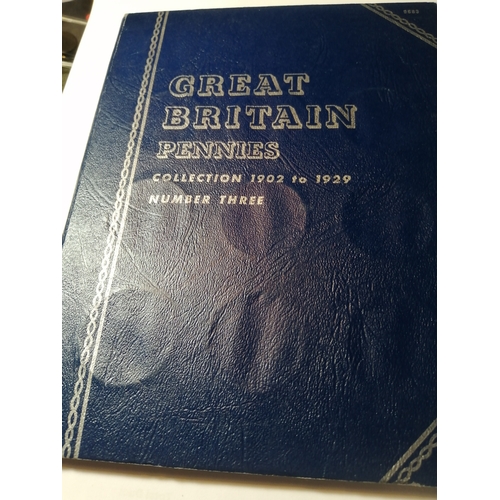 GREAT
BRITAIN
PENNIES
COLLECTION 1902 to 1929
NUMBER THREE